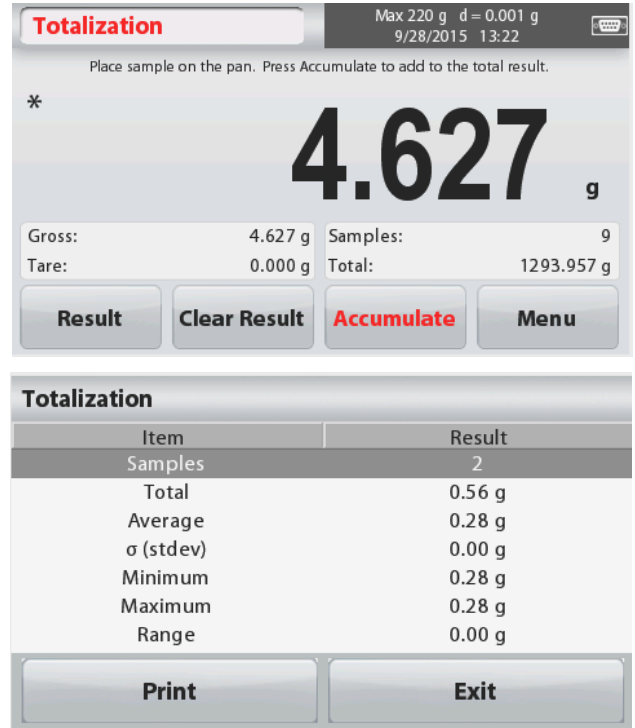 Totalization
Max 220 g d = 0.001 g
9/28/2015 13:22
Place sample on the pan. Press Accumulate to add to the total result.
*
4.627 g
Gross: 4.627 g Samples: 9
Tare: 0.000 g Total: 1293.957 g
Result Clear Result Accumulate Menu
Totalization
Item Result
Samples 2
Total 0.56 g
Average 0.28 g
σ (stdev) 0.00 g
Minimum 0.28 g
Maximum 0.28 g
Range 0.00 g
Print Exit